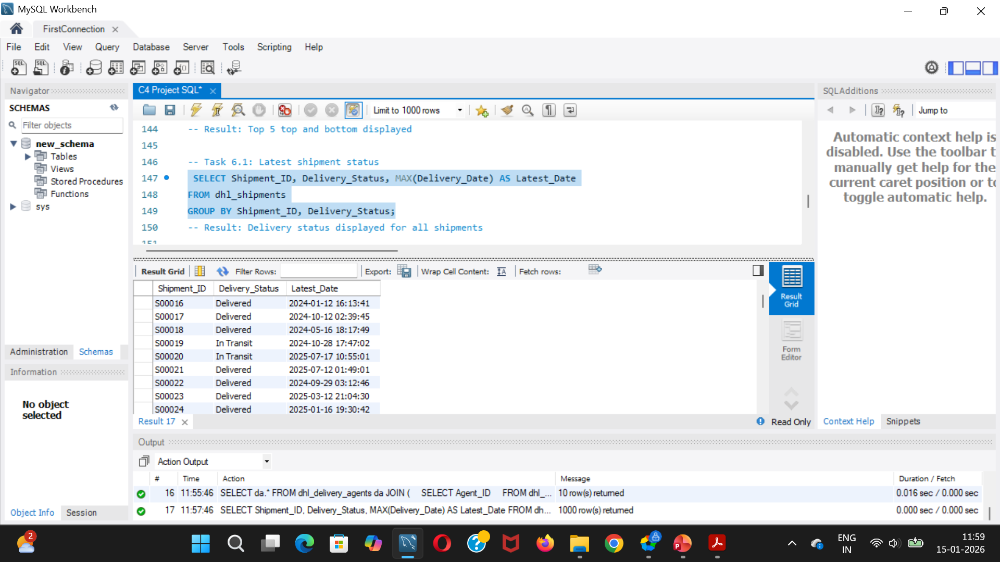 MySQL Workbench
FirstConnection
File Edit View Query Database Server Tools Scripting Help
Navigator
SCHEMAS
Filter objects
new_schema
Tables
Views
Stored Procedures
Functions
sys
Administration Schemas
Information
No object
selected
Object Info Session
C4 Project SQL*
Limit to 1000 rows
144 -- Result: Top 5 top and bottom displayed
145
146 -- Task 6.1: Latest shipment status
147 SELECT Shipment_ID, Delivery_Status, MAX(Delivery_Date) AS Latest_Date
148 FROM dhl_shipments
149 GROUP BY Shipment_ID, Delivery_Status;
150 -- Result: Delivery status displayed for all shipments
151
Result Grid Filter Rows: Export: Wrap Cell Content: Fetch rows:
Shipment_ID Delivery_Status Latest_Date
S00016 Delivered 2024-01-12 16:13:41
S00017 Delivered 2024-10-12 02:39:45
S00018 Delivered 2024-05-16 18:17:49
S00019 In Transit 2024-10-28 17:47:02
S00020 In Transit 2025-07-17 10:55:01
S00021 Delivered 2025-07-12 01:49:01
S00022 Delivered 2024-09-29 03:12:46
S00023 Delivered 2025-03-12 21:04:30
S00024 Delivered 2025-01-16 19:30:42
Result
Grid
Form
Editor
Result 17
Read Only
SQLAdditions
Jump to
Automatic context help is
disabled. Use the toolbar t
manually get help for the
current caret position or to
toggle automatic help.
Context Help Snippets
Output
Action Output
# Time Action Message Duration / Fetch
16 11:55:46 SELECT da.* FROM dhl_delivery_agents da JOIN ( SELECT Agent_ID FROM dhl_... 10 row(s) returned 0.016 sec / 0.000 sec
17 11:57:46 SELECT Shipment_ID, Delivery_Status, MAX(Delivery_Date) AS Latest_Date FROM dh... 1000 row(s) returned 0.000 sec / 0.000 sec
2
ENG
IN
11:59
15-01-2026